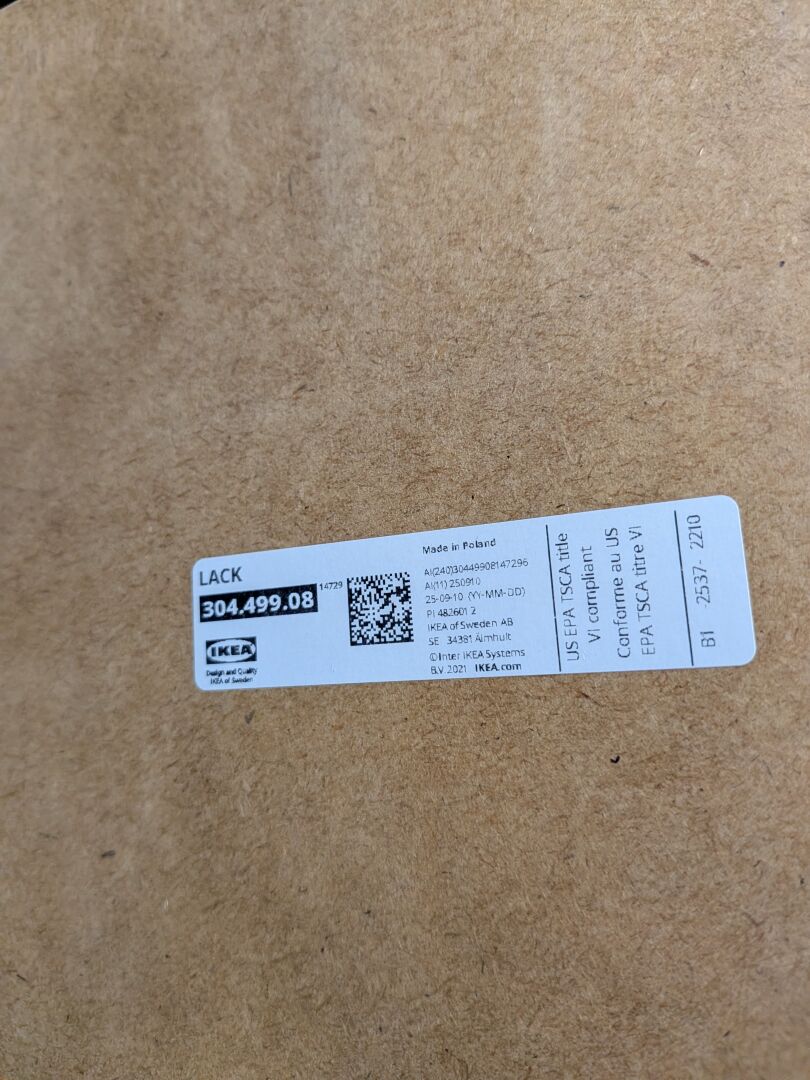 LACK
304.499.08
14729
IKEA
Design and Quality
IKEA of Sweden
Made in Poland
AI(240)30449908147296
AI(11) 250910
25-09-10 (YY-MM-DD)
PI 482601 2
IKEA of Sweden AB
SE 34381 Älmhult
©Inter IKEA Systems
B.V. 2021 IKEA.com
US EPA TSCA title
VI compliant
Conforme au US
EPA TSCA titre VI
B1 2537- 2210